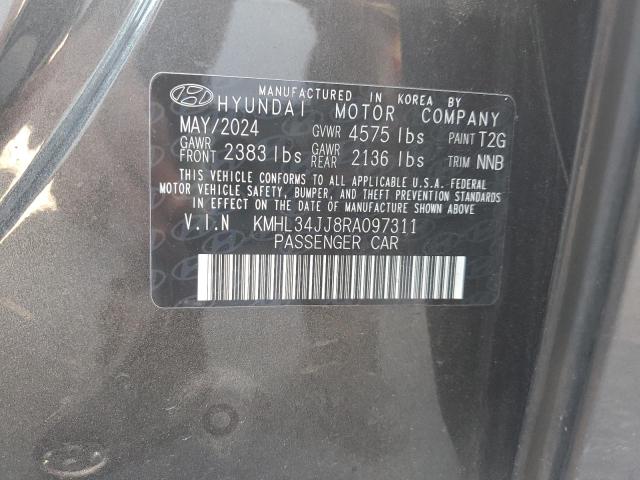 MANUFACTURED IN KOREA BY
HYUNDAI MOTOR COMPANY
MAY/2024 GVWR 4575 lbs PAINT T2G
GAWR FRONT 2383 lbs GAWR REAR 2136 lbs TRIM NNB
THIS VEHICLE CONFORMS TO ALL APPLICABLE U.S.A. FEDERAL
MOTOR VEHICLE SAFETY, BUMPER, AND THEFT PREVENTION
STANDARDS IN EFFECT ON THE DATE OF MANUFACTURE SHOWN ABOVE
V.I.N KMHL34JJ8RA097311
PASSENGER CAR